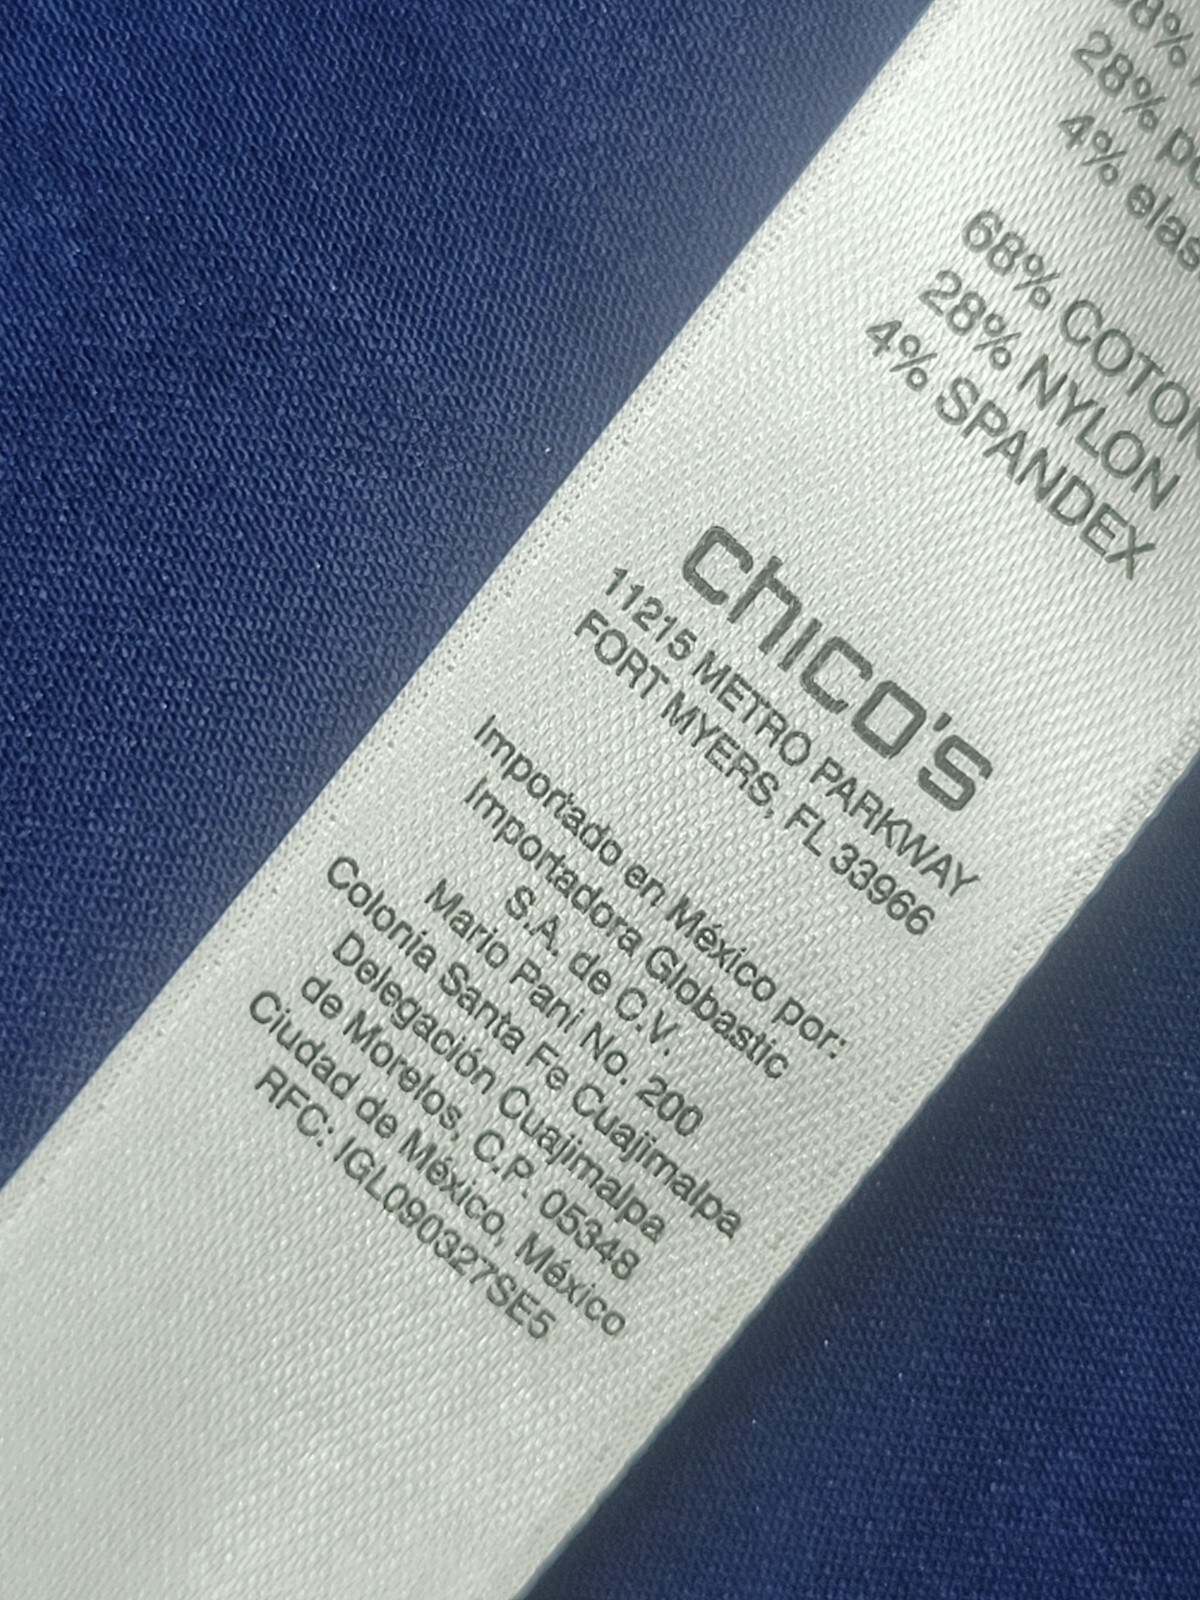 28%
4%
68%
28% NYLON
4% SPANDEX
chico's
11215 METRO PARKWAY
FORT MYERS, FL 33966
Importado en México por:
Importadora Globastic
S.A. de C.V.
Mario Pani No. 200
Colonia Santa Fe Cuajimalpa
Delegación Cuajimalpa
de Morelos, C.P. 05348
Ciudad de México, México
RFC: IGL090327SE5